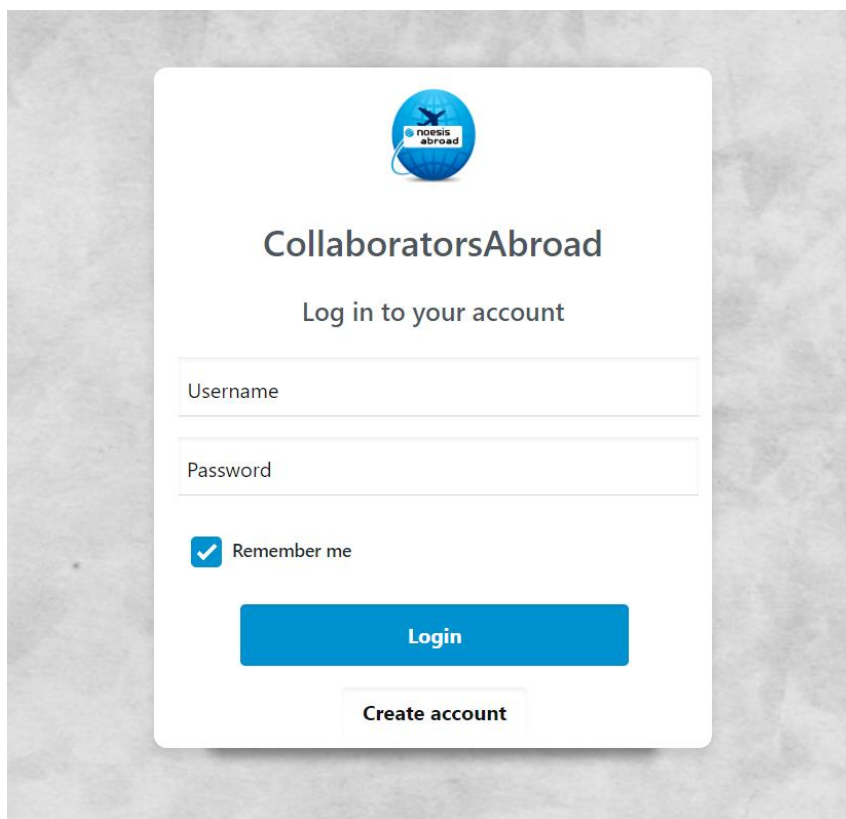 noesis
abroad
CollaboratorsAbroad
Log in to your account
Username
Password
Remember me
Login
Create account